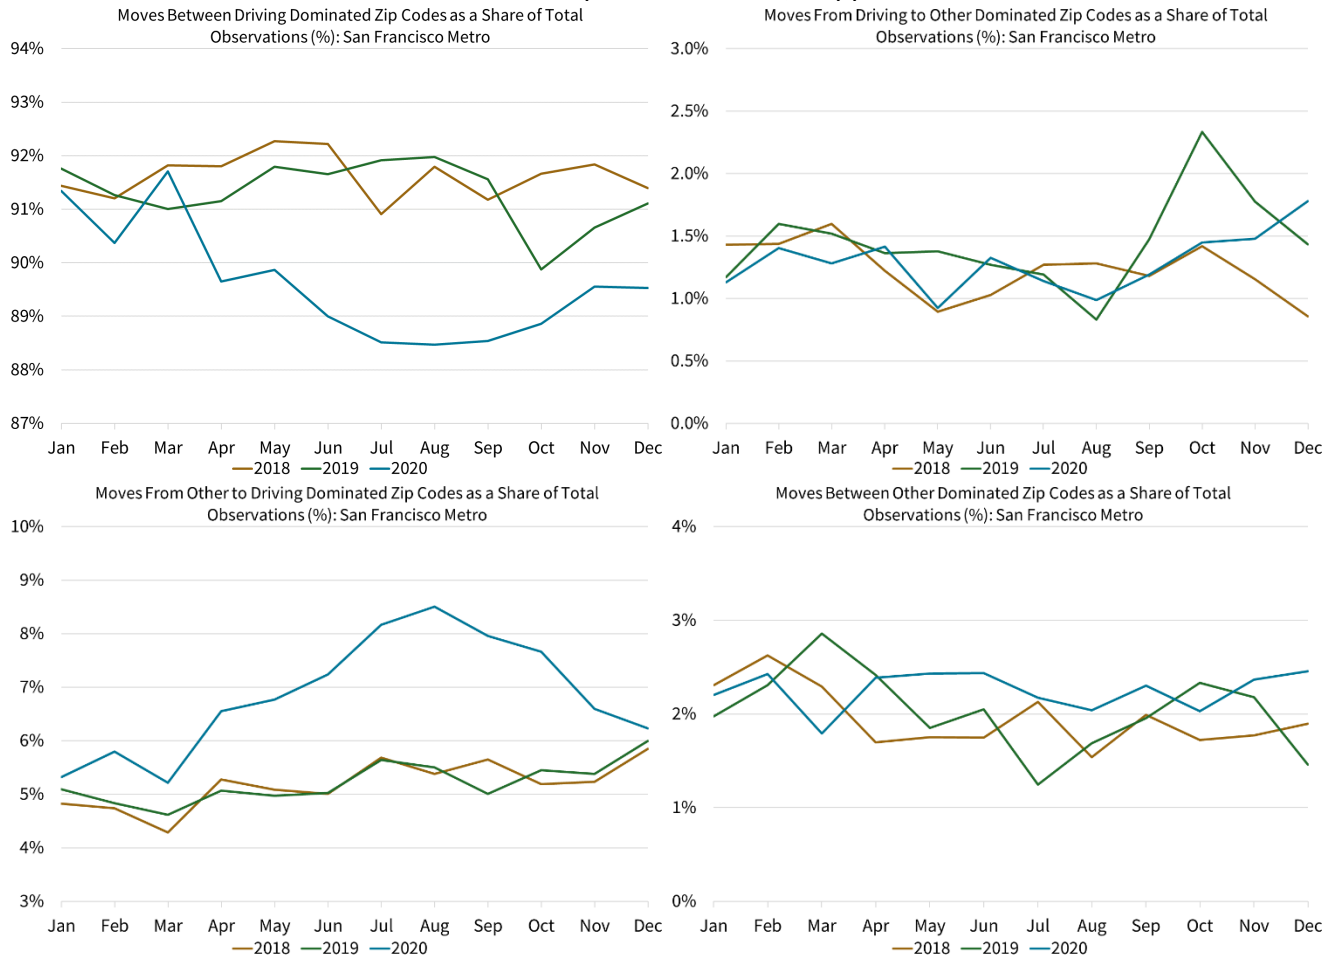 Moves Between Driving Dominated Zip Codes as a Share of Total
Observations (%): San Francisco Metro
94%
93%
92%
91%
90%
89%
88%
87%
Jan Feb Mar Apr May Jun Jul Aug Sep Oct Nov Dec
2018 2019 2020
Moves From Driving to Other Dominated Zip Codes as a Share of Total
Observations (%): San Francisco Metro
3.0%
2.5%
2.0%
1.5%
1.0%
0.5%
0.0%
Jan Feb Mar Apr May Jun Jul Aug Sep Oct Nov Dec
2018 2019 2020
Moves From Other to Driving Dominated Zip Codes as a Share of Total
Observations (%): San Francisco Metro
10%
9%
8%
7%
6%
5%
4%
3%
Jan Feb Mar Apr May Jun Jul Aug Sep Oct Nov Dec
2018 2019 2020
Moves Between Other Dominated Zip Codes as a Share of Total
Observations (%): San Francisco Metro
4%
3%
2%
1%
0%
Jan Feb Mar Apr May Jun Jul Aug Sep Oct Nov Dec
2018 2019 2020